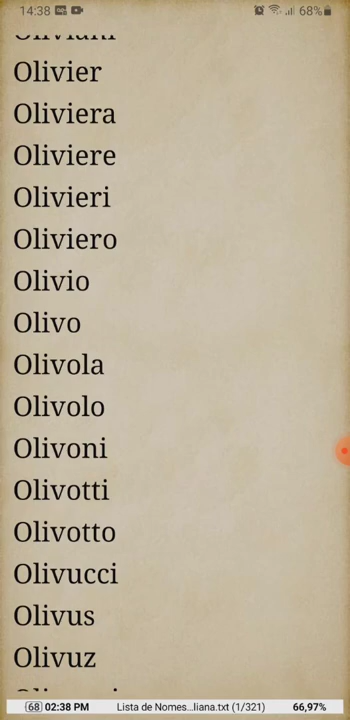 14:38 68%
Olivier
Oliviera
Oliviere
Olivieri
Oliviero
Olivio
Olivo
Olivola
Olivolo
Olivoni
Olivotti
Olivotto
Olivucci
Olivus
Olivuz
68 02:38 PM Lista de Nomes...liana.txt (1/321) 66,97%